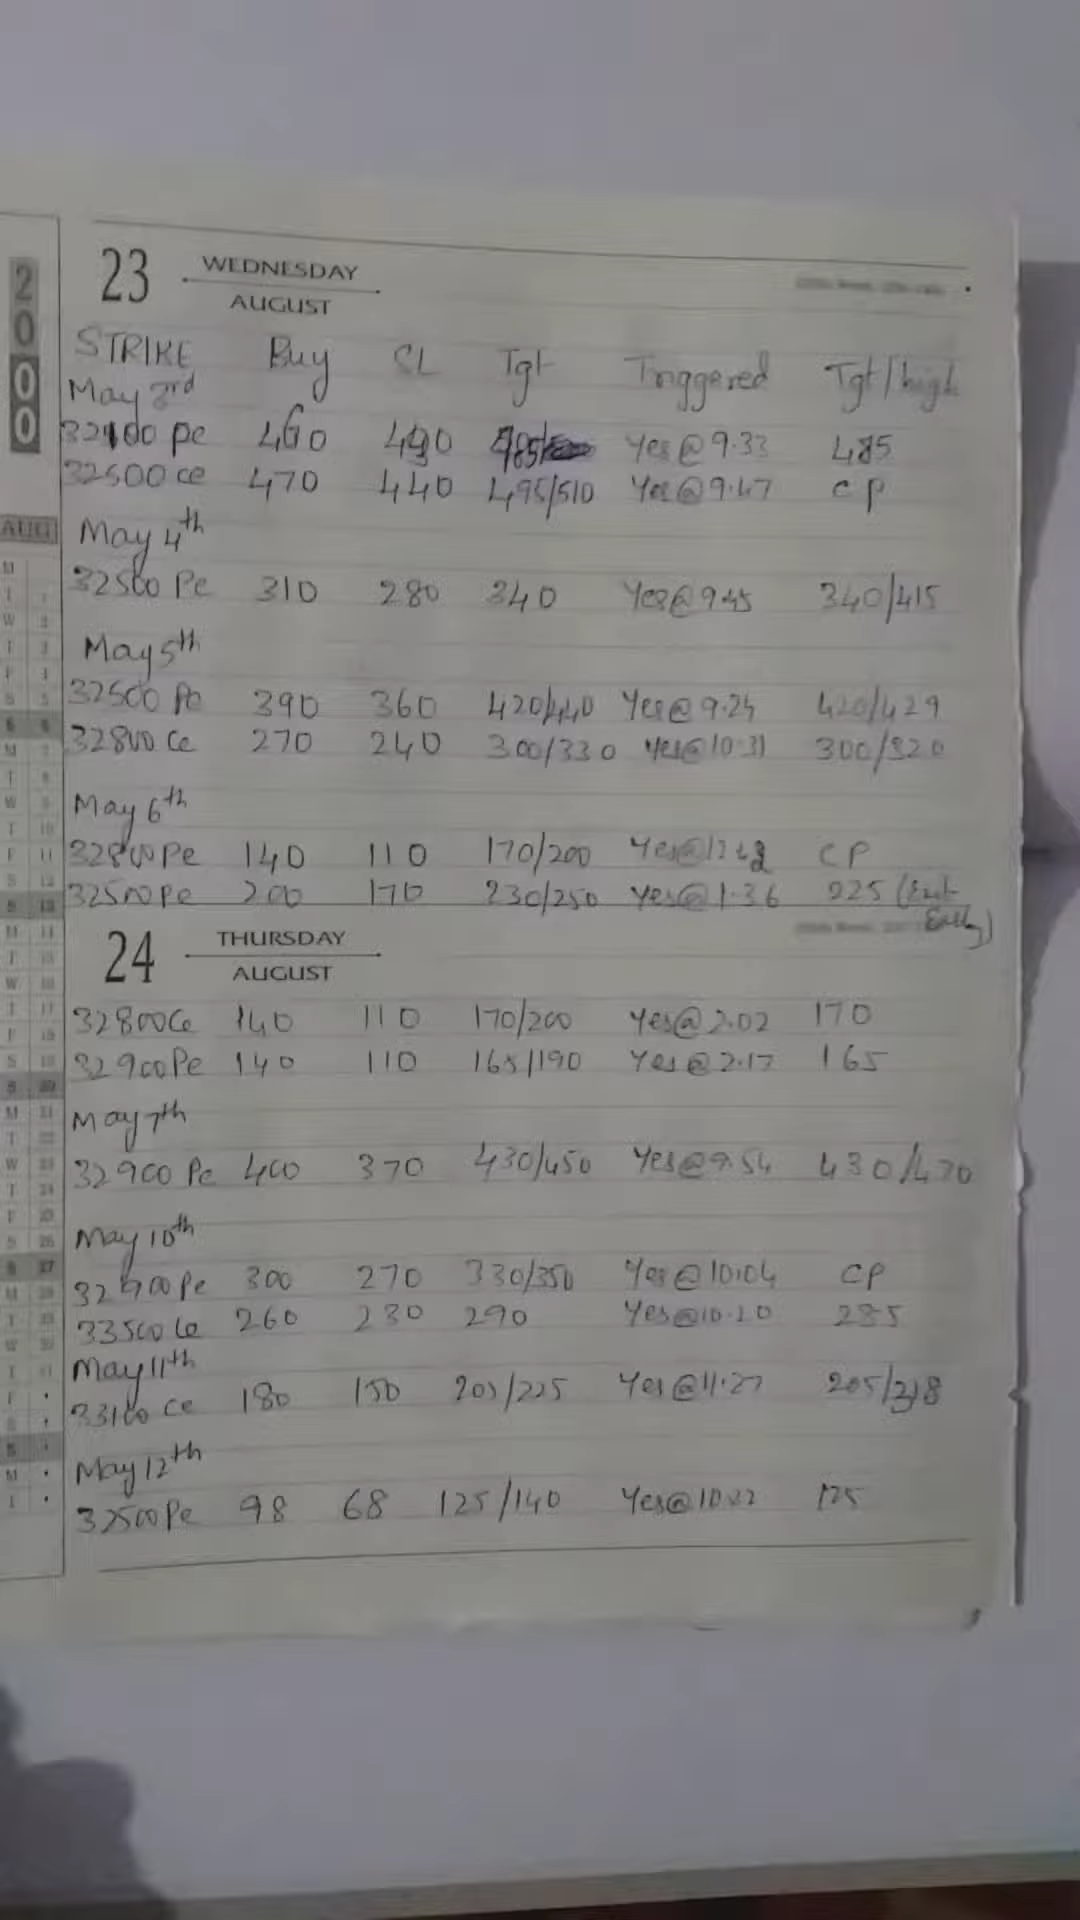 2000
23 WEDNESDAY
AUGUST
STRIKE Buy SL Tgt Triggered Tgt/high
May 3rd
32400 pe 460 490 Yes@9.33 485
32500 ce 470 440 495/510 Yes@9.47 CP
May 4th
32500 Pe 310 280 340 Yes@9.45 340/415
May 5th
32500 Pe 390 360 420/440 Yes@9.24 420/429
32800 Ce 270 240 300/330 Yes@10.31 300/320
May 6th
32800 Pe 140 110 170/200 CP
32500 Pe 200 170 230/250 Yes@1.36 225 (Exit
Early)
24 THURSDAY
AUGUST
32800 Ce 140 110 170/200 Yes@2.02 170
32900 Pe 140 110 165/190 Yes@2.17 165
May 7th
32900 Pe 400 370 430/450 Yes@9.54 430/470
May 10th
32900 Pe 300 270 330/350 Yes@10.04 CP
33500 Ce 260 230 290 Yes@10.20 285
May 11th
33100 Ce 180 150 205/225 Yes@11.27 205/218
May 12th
32500 Pe 98 68 125/140 125
AUG